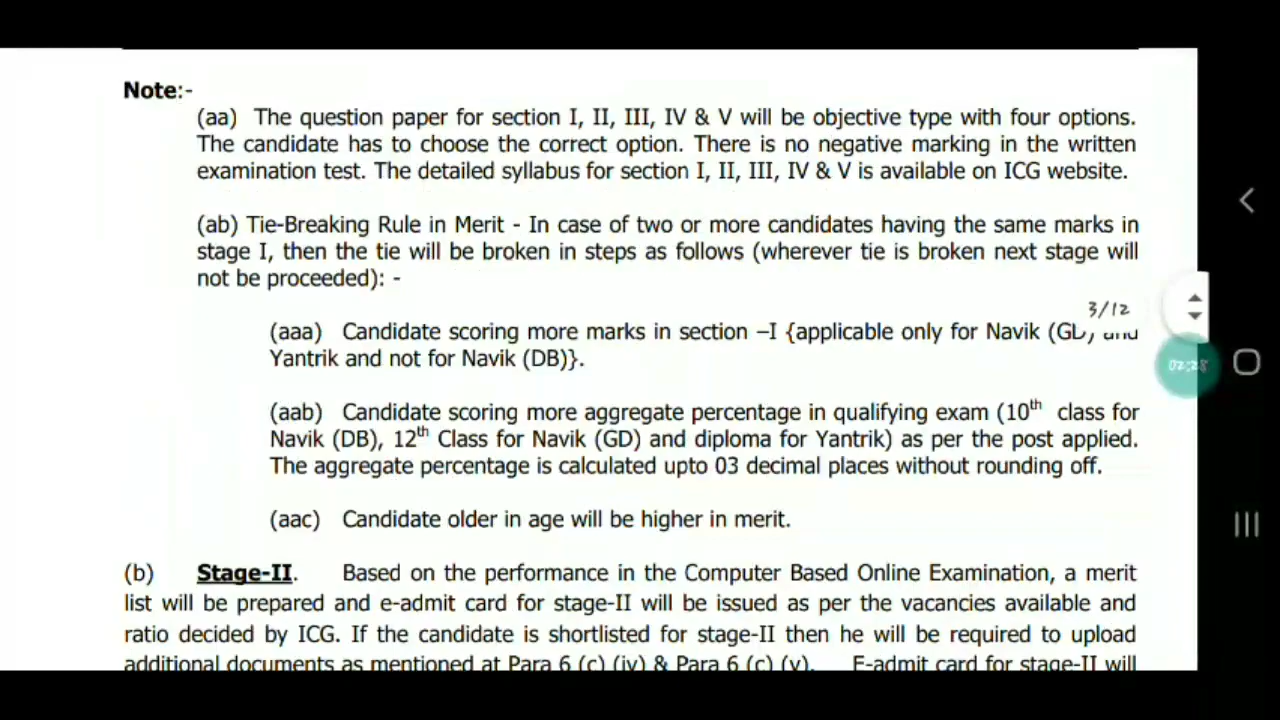 Note:-
(aa) The question paper for section I, II, III, IV & V will be objective type with four options.
The candidate has to choose the correct option. There is no negative marking in the written
examination test. The detailed syllabus for section I, II, III, IV & V is available on ICG website.
(ab) Tie-Breaking Rule in Merit - In case of two or more candidates having the same marks in
stage I, then the tie will be broken in steps as follows (wherever tie is broken next stage will
not be proceeded): -
3/12
(aaa) Candidate scoring more marks in section –I {applicable only for Navik (GD) and
Yantrik and not for Navik (DB)}.
02:28
(aab) Candidate scoring more aggregate percentage in qualifying exam (10th class for
Navik (DB), 12th Class for Navik (GD) and diploma for Yantrik) as per the post applied.
The aggregate percentage is calculated upto 03 decimal places without rounding off.
(aac) Candidate older in age will be higher in merit.
(b) Stage-II. Based on the performance in the Computer Based Online Examination, a merit
list will be prepared and e-admit card for stage-II will be issued as per the vacancies available and
ratio decided by ICG. If the candidate is shortlisted for stage-II then he will be required to upload
additional documents as mentioned at Para 6 (c) (iv) & Para 6 (c) (v). E-admit card for stage-II will